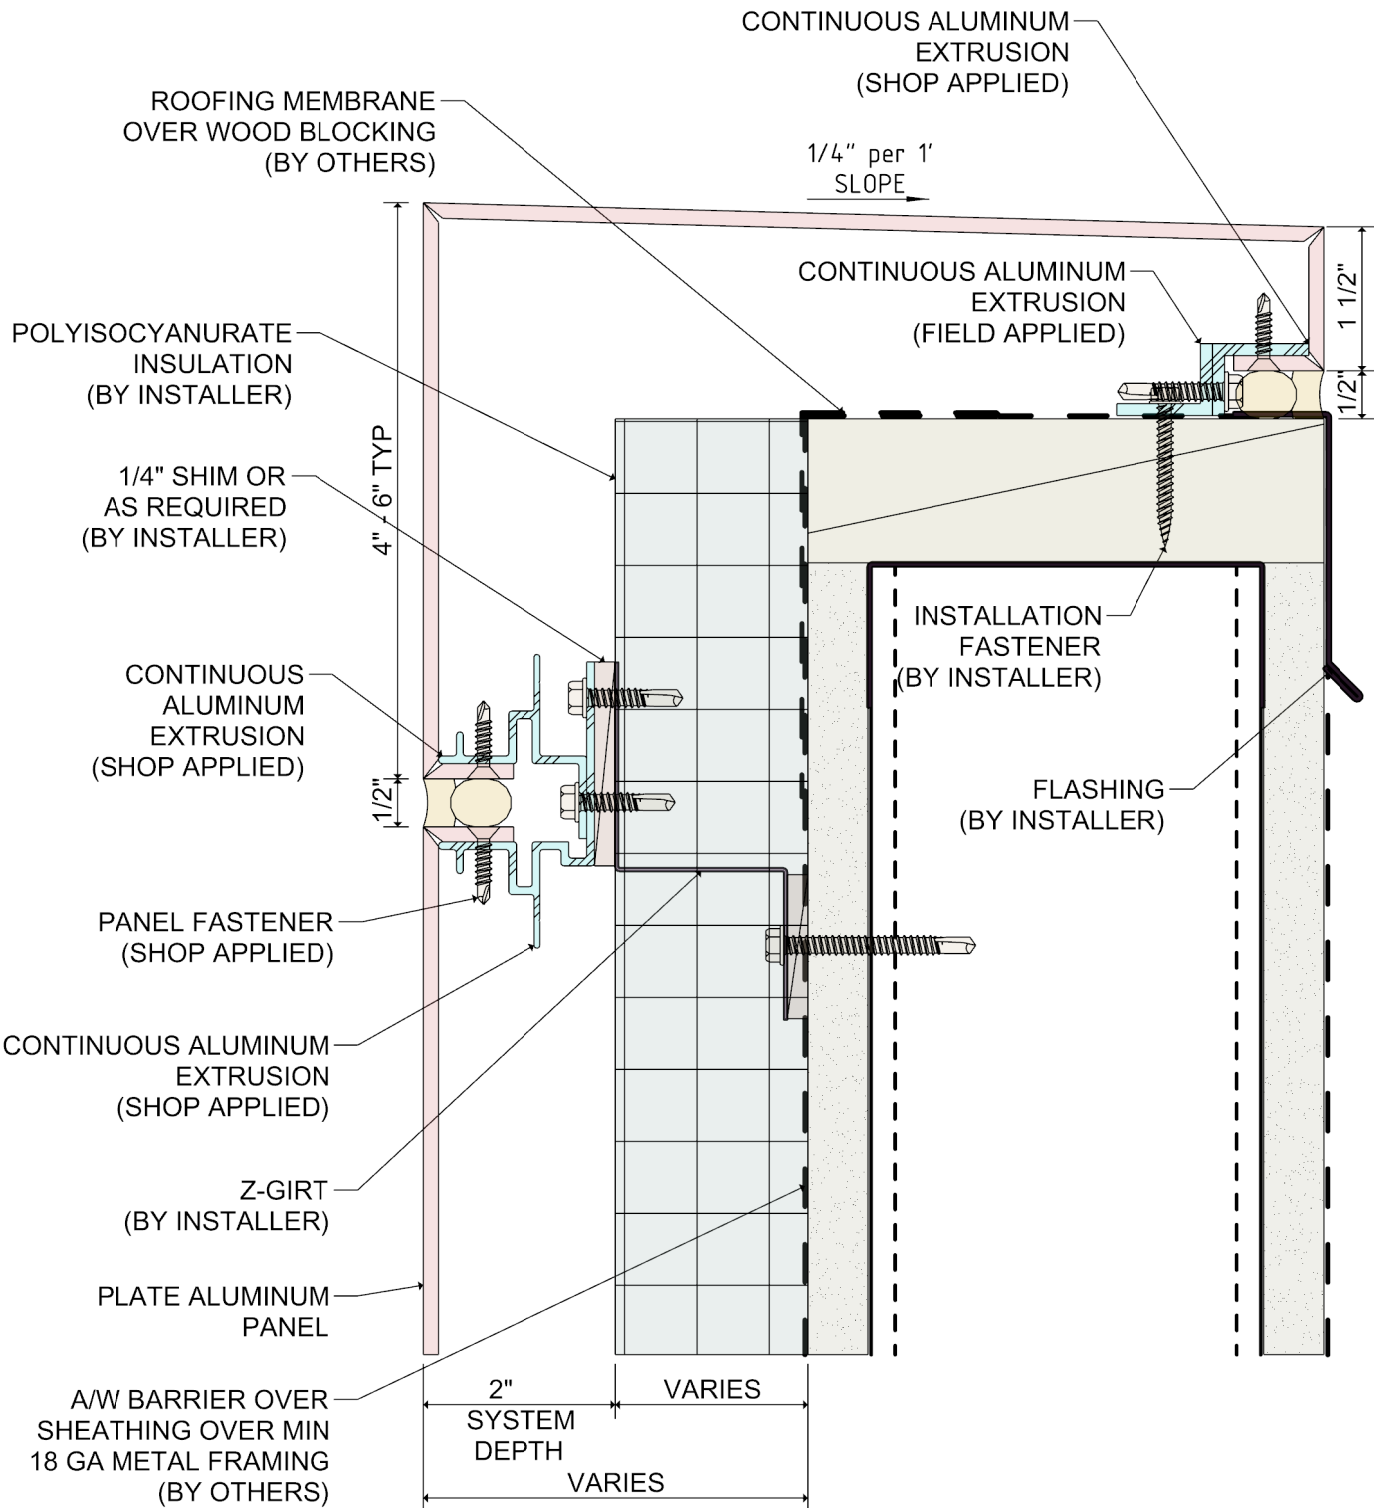 CONTINUOUS ALUMINUM
EXTRUSION
(SHOP APPLIED)
ROOFING MEMBRANE
OVER WOOD BLOCKING
(BY OTHERS)
1/4" per 1'
SLOPE
CONTINUOUS ALUMINUM
EXTRUSION
(FIELD APPLIED)
1 1/2"
1/2"
POLYISOCYANURATE
INSULATION
(BY INSTALLER)
4" - 6" TYP
1/4" SHIM OR
AS REQUIRED
(BY INSTALLER)
INSTALLATION
FASTENER
(BY INSTALLER)
CONTINUOUS
ALUMINUM
EXTRUSION
(SHOP APPLIED)
1/2"
FLASHING
(BY INSTALLER)
PANEL FASTENER
(SHOP APPLIED)
CONTINUOUS ALUMINUM
EXTRUSION
(SHOP APPLIED)
Z-GIRT
(BY INSTALLER)
PLATE ALUMINUM
PANEL
A/W BARRIER OVER
SHEATHING OVER MIN
18 GA METAL FRAMING
(BY OTHERS)
2"
SYSTEM
DEPTH
VARIES
VARIES